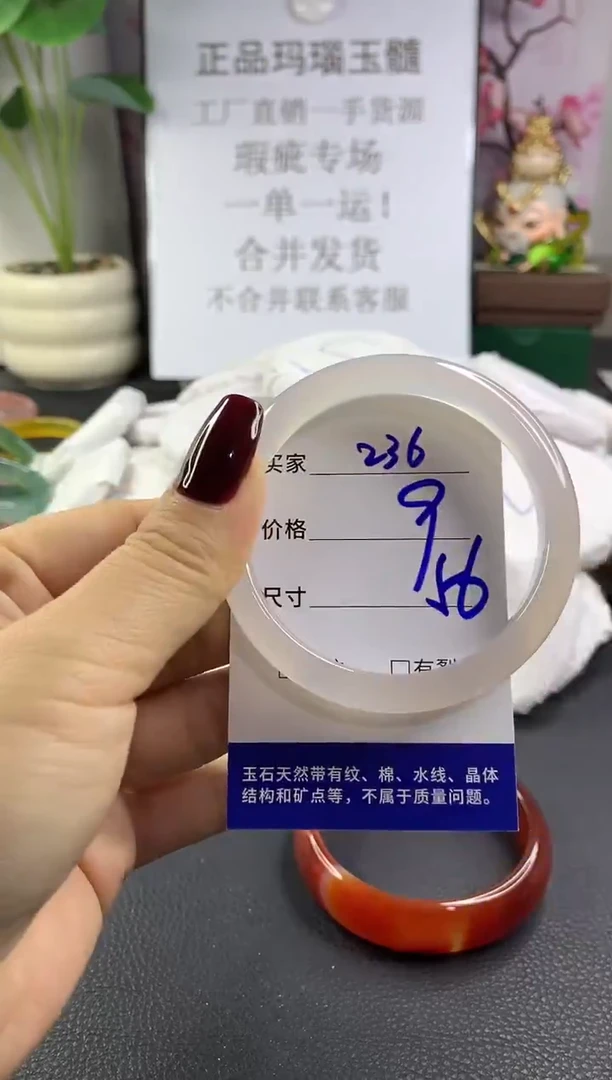 正品玛瑙玉髓
工厂直销一手货源
瑕疵专场
一单一运！
合并发货
不合并联系客服
买家 236
价格 9
尺寸 56
□有裂
玉石天然带有纹、棉、水线、晶体
结构和矿点等，不属于质量问题。